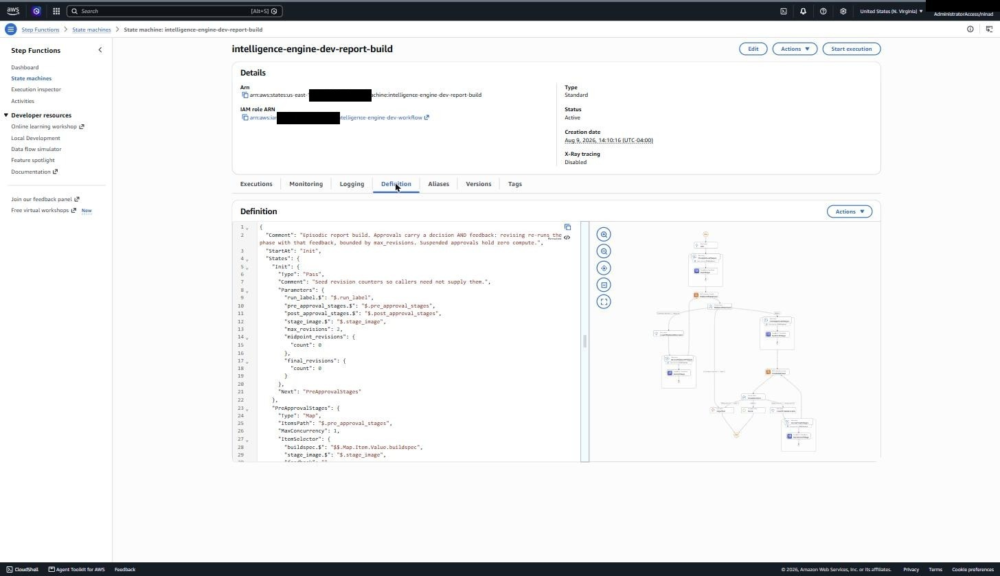 aws
Search
[Alt+S]
United States (N. Virginia)
AdministratorAccess/ninad
Step Functions
State machines
State machine: intelligence-engine-dev-report-build
Step Functions
Dashboard
State machines
Execution inspector
Activities
Developer resources
Online learning workshop
Local Development
Data flow simulator
Feature spotlight
Documentation
Join our feedback panel
Free virtual workshops
New
intelligence-engine-dev-report-build
Edit
Actions
Start execution
Details
Arn
arn:aws:states:us-east-
achine:intelligence-engine-dev-report-build
IAM role ARN
arn:aws:iam
intelligence-engine-dev-workflow
Type
Standard
Status
Active
Creation date
Aug 9, 2026, 14:10:16 (UTC-04:00)
X-Ray tracing
Disabled
Executions
Monitoring
Logging
Definition
Aliases
Versions
Tags
Definition
Actions
1 {
2 "Comment": "Episodic report build. Approvals carry a decision AND feedback: revising re-runs the
phase with that feedback, bounded by max_revisions. Suspended approvals hold zero compute.",
3 "StartAt": "Init",
4 "States": {
5 "Init": {
6 "Type": "Pass",
7 "Comment": "Seed revision counters so callers need not supply them.",
8 "Parameters": {
9 "run_label.$": "$.run_label",
10 "pre_approval_stages.$": "$.pre_approval_stages",
11 "post_approval_stages.$": "$.post_approval_stages",
12 "stage_image.$": "$.stage_image",
13 "max_revisions": 2,
14 "midpoint_revisions": {
15 "count": 0
16 },
17 "final_revisions": {
18 "count": 0
19 }
20 },
21 "Next": "PreApprovalStages"
22 },
23 "PreApprovalStages": {
24 "Type": "Map",
25 "ItemsPath": "$.pre_approval_stages",
26 "MaxConcurrency": 1,
27 "ItemSelector": {
28 "buildspec.$": "$$.Map.Item.Value.buildspec",
29 "stage_image.$": "$.stage_image",
CloudShell
Agent Toolkit for AWS
Feedback
© 2026, Amazon Web Services, Inc. or its affiliates.
Privacy
Terms
Cookie preferences